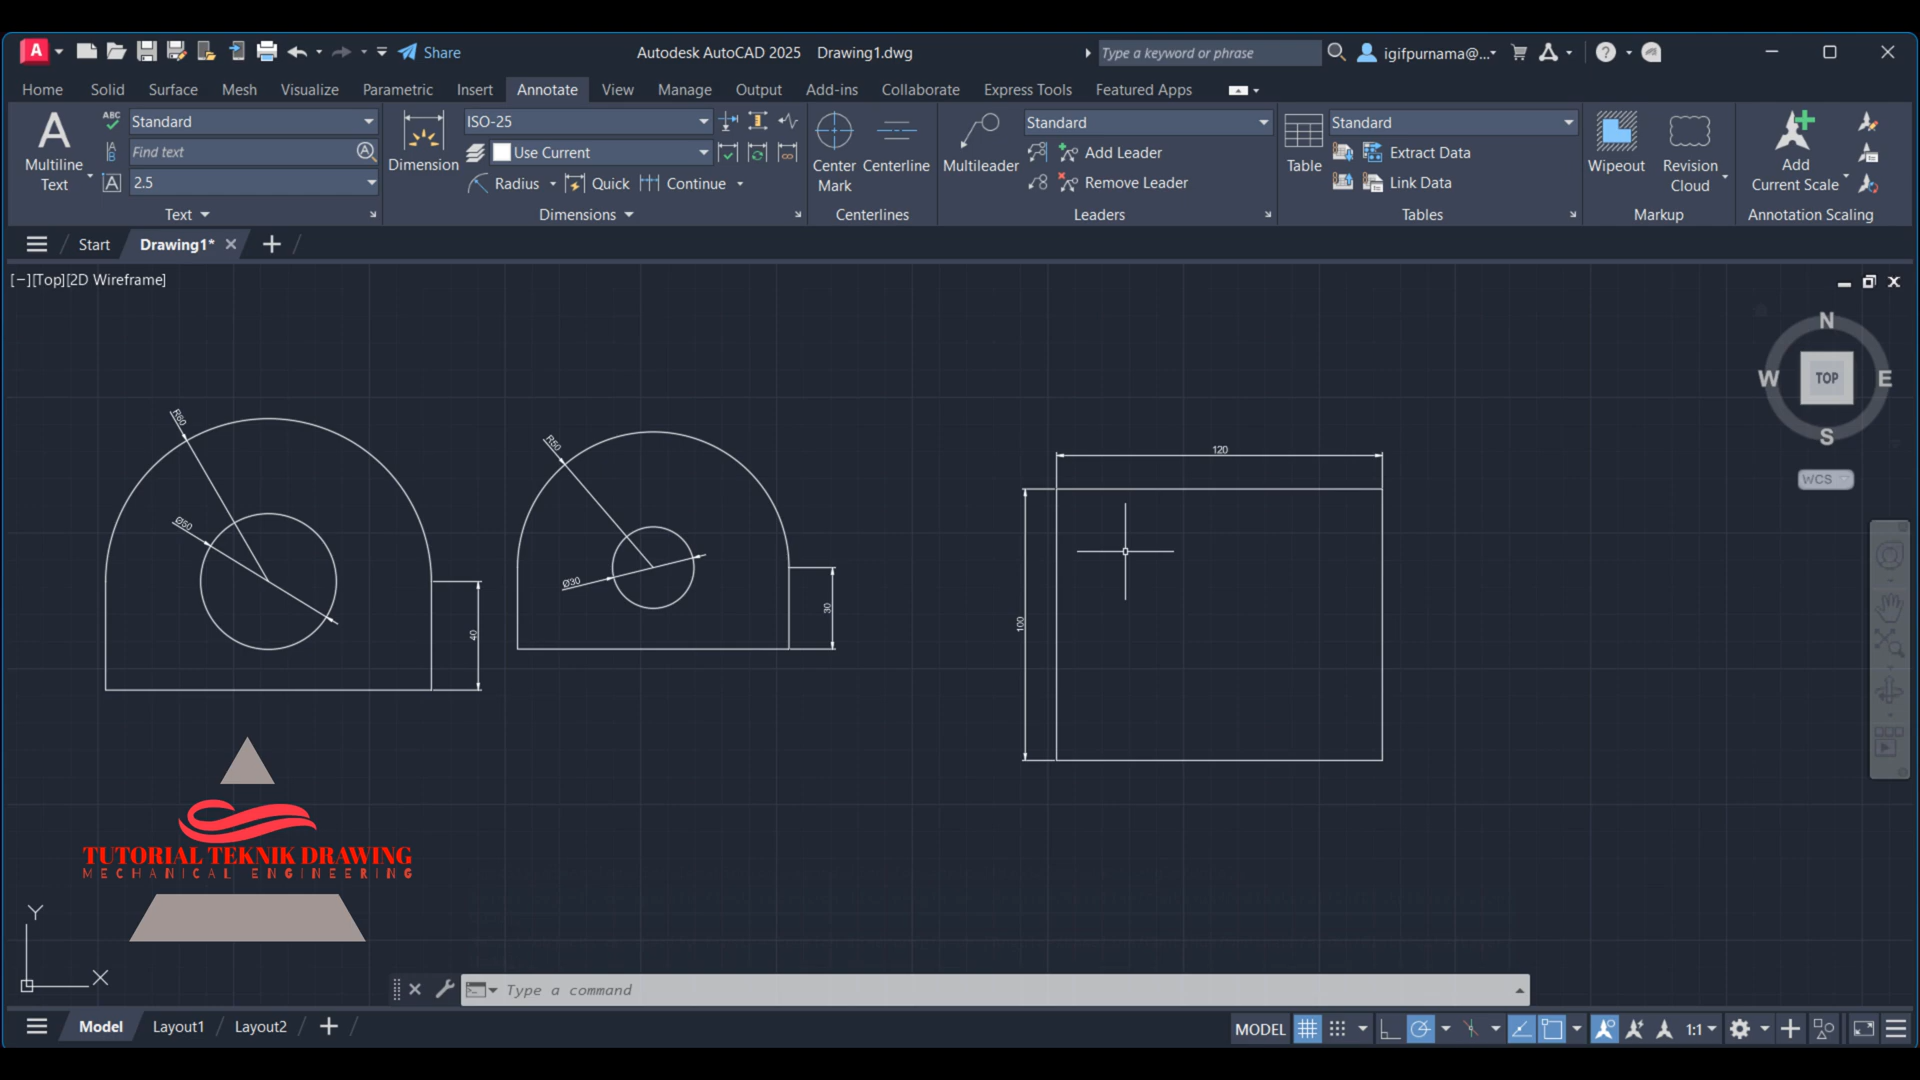 A Share Autodesk AutoCAD 2025 Drawing1.dwg Type a keyword or phrase igifpurnama@... ?
Home Solid Surface Mesh Visualize Parametric Insert Annotate View Manage Output Add-ins Collaborate Express Tools Featured Apps
A Multiline Text
ABC Standard
Find text
2.5
Text
Dimension
ISO-25
Use Current
Radius Quick Continue
Dimensions
Center Mark Centerline
Centerlines
Multileader
Standard
Add Leader
Remove Leader
Leaders
Table
Standard
Extract Data
Link Data
Tables
Wipeout Revision Cloud
Markup
Add Current Scale
Annotation Scaling
Start Drawing1*
[−][Top][2D Wireframe]
N
W TOP E
S
WCS
R60
R50
120
Ø50
Ø30
40
30
100
TUTORIAL TEKNIK DRAWING
MECHANICAL ENGINEERING
Y
X
Type a command
Model Layout1 Layout2
MODEL 1:1